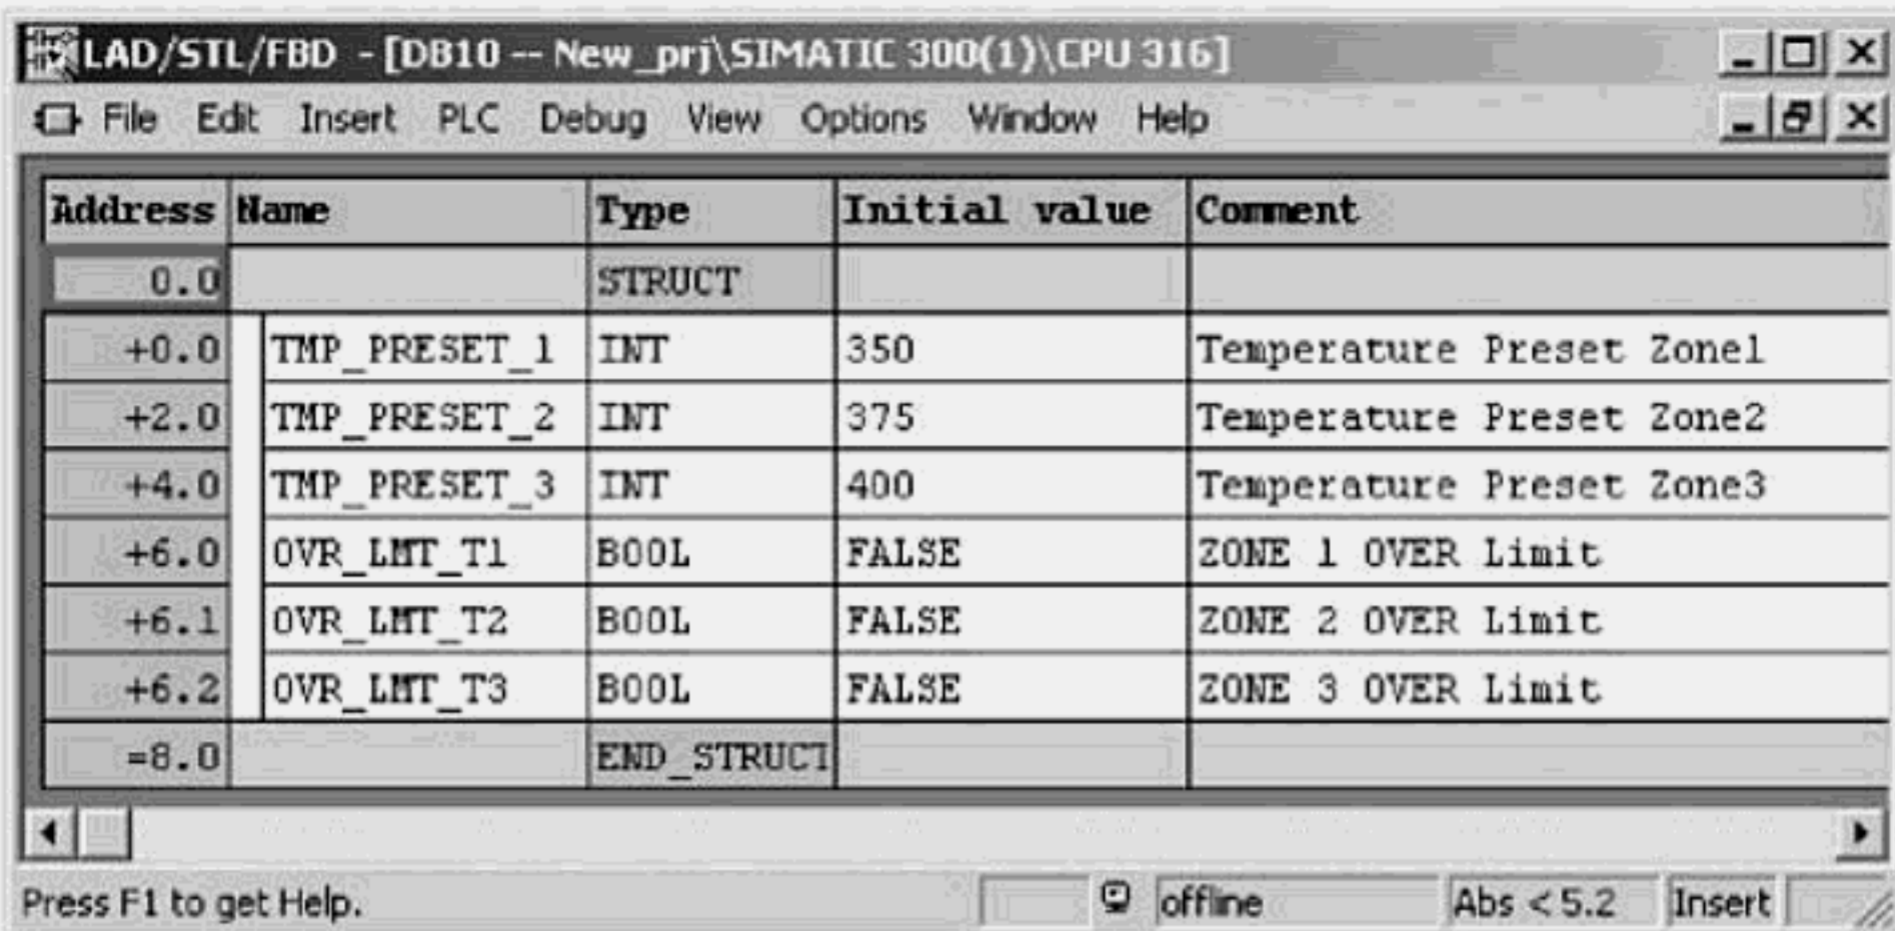 LAD/STL/FBD - [DB10 -- New_prj\SIMATIC 300(1)\CPU 316]
File Edit Insert PLC Debug View Options Window Help
Address Name Type Initial value Comment
0.0 STRUCT
+0.0 TMP_PRESET_1 INT 350 Temperature Preset Zone1
+2.0 TMP_PRESET_2 INT 375 Temperature Preset Zone2
+4.0 TMP_PRESET_3 INT 400 Temperature Preset Zone3
+6.0 OVR_LMT_T1 BOOL FALSE ZONE 1 OVER Limit
+6.1 OVR_LMT_T2 BOOL FALSE ZONE 2 OVER Limit
+6.2 OVR_LMT_T3 BOOL FALSE ZONE 3 OVER Limit
=8.0 END_STRUCT
Press F1 to get Help. offline Abs < 5.2 Insert